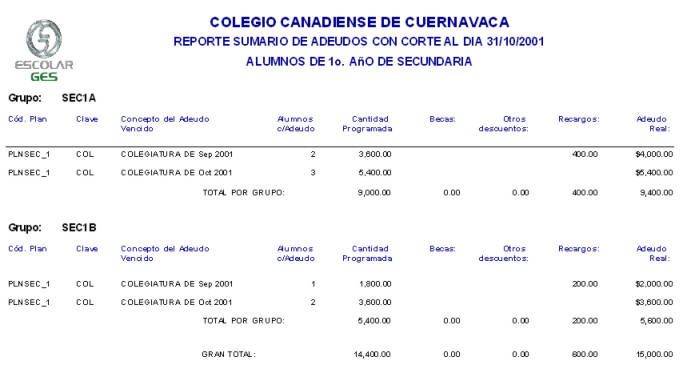 COLEGIO CANADIENSE DE CUERNAVACA
REPORTE SUMARIO DE ADEUDOS CON CORTE AL DIA 31/10/2001
ALUMNOS DE 1o. AñO DE SECUNDARIA
ESCOLAR
GES
Grupo: SEC1A
Cód. Plan Clave Concepto del Adeudo Alumnos Cantidad Becas: Otros Recargos: Adeudo
Vencido c/Adeudo Programada descuentos: Real:
PLNSEC_1 COL COLEGIATURA DE Sep 2001 2 3,600.00 400.00 $4,000.00
PLNSEC_1 COL COLEGIATURA DE Oct 2001 3 5,400.00 $5,400.00
TOTAL POR GRUPO: 9,000.00 0.00 0.00 400.00 9,400.00
Grupo: SEC1B
Cód. Plan Clave Concepto del Adeudo Alumnos Cantidad Becas: Otros Recargos: Adeudo
Vencido c/Adeudo Programada descuentos: Real:
PLNSEC_1 COL COLEGIATURA DE Sep 2001 1 1,800.00 200.00 $2,000.00
PLNSEC_1 COL COLEGIATURA DE Oct 2001 2 3,600.00 $3,600.00
TOTAL POR GRUPO: 5,400.00 0.00 0.00 200.00 5,600.00
GRAN TOTAL: 14,400.00 0.00 0.00 600.00 15,000.00